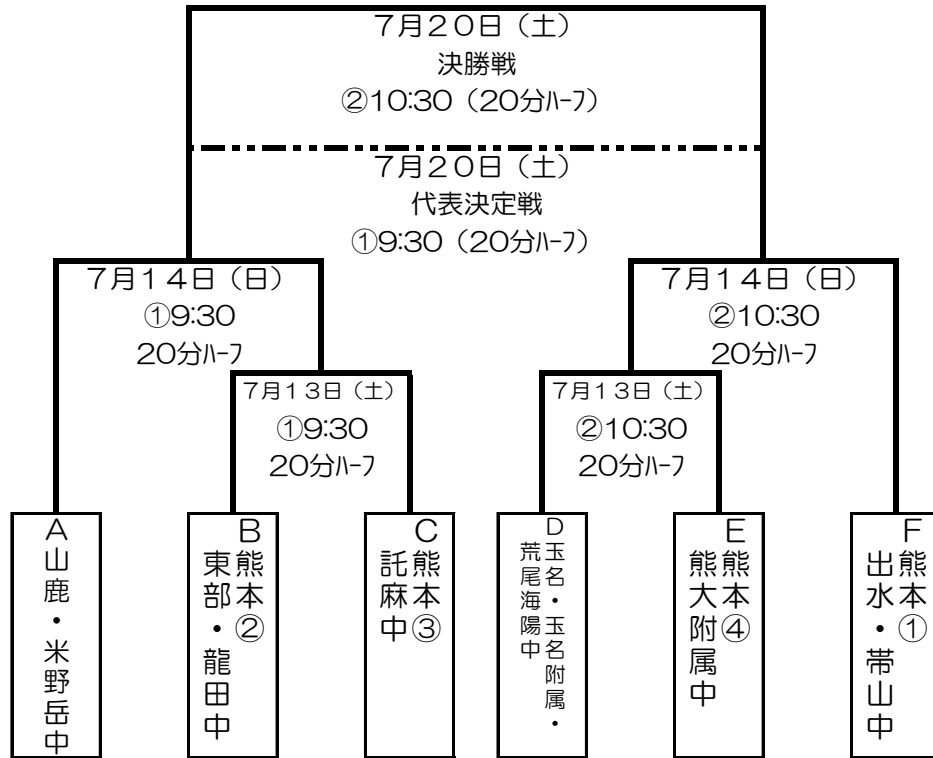 7月20日（土）
決勝戦
②10:30（20分ﾊｰﾌ）
7月20日（土）
代表決定戦
①9:30（20分ﾊｰﾌ）
7月14日（日）
①9:30
20分ﾊｰﾌ
7月14日（日）
②10:30
20分ﾊｰﾌ
7月13日（土）
①9:30
20分ﾊｰﾌ
7月13日（土）
②10:30
20分ﾊｰﾌ
A
山鹿・米野岳中
B
熊本②
東部・龍田中
C
熊本③
託麻中
D
玉名・玉名附属・
荒尾海陽中
E
熊本④
熊大附属中
F
熊本①
出水・帯山中